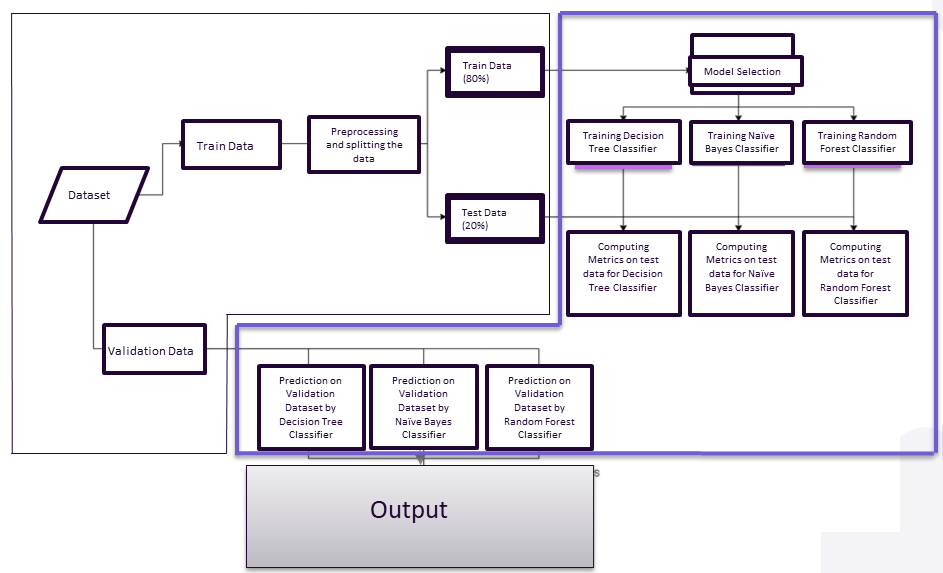 Train Data
(80%)
Model Selection
Preprocessing
and splitting the
data
Train Data
Training Decision
Tree Classifier
Training Naïve
Bayes Classifier
Training Random
Forest Classifier
Dataset
Test Data
(20%)
Computing
Metrics on test
data for Decision
Tree Classifier
Computing
Metrics on test
data for Naïve
Bayes Classifier
Computing
Metrics on test
data for
Random Forest
Classifier
Validation Data
Prediction on
Validation
Dataset by
Decision Tree
Classifier
Prediction on
Validation
Dataset by
Naïve Bayes
Classifier
Prediction on
Validation
Dataset by
Random Forest
Classifier
s
Output